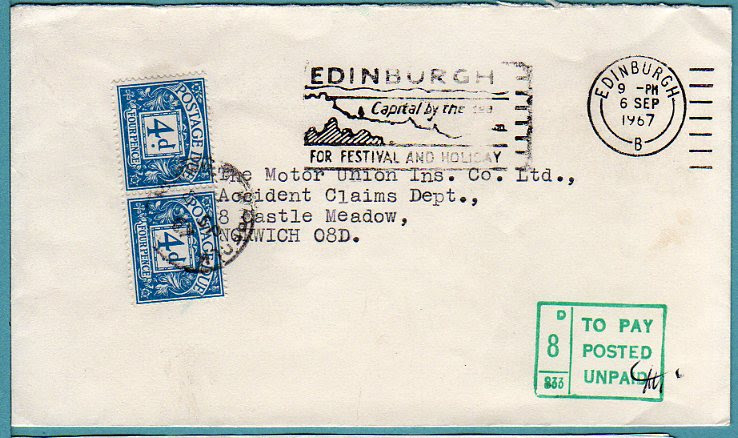 EDINBURGH
Capital by the sea
FOR FESTIVAL AND HOLIDAY
EDINBURGH
9 -PM
6 SEP
1967
B
POSTAGE
4d
FOURPENCE
POSTAGE DUE
4d
FOURPENCE
The Motor Union Ins. Co. Ltd.,
Accident Claims Dept.,
8 Castle Meadow,
NORWICH 08D.
D
8
833
TO PAY
POSTED
UNPAID